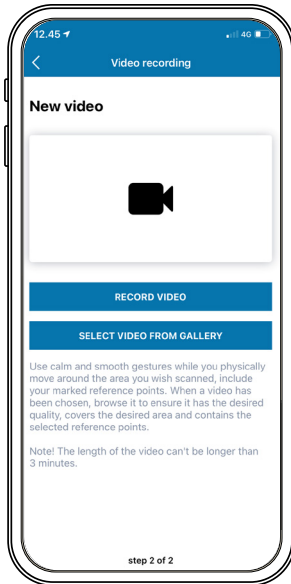 12.45 4G
Video recording
New video
RECORD VIDEO
SELECT VIDEO FROM GALLERY
Use calm and smooth gestures while you physically
move around the area you wish scanned, include
your marked reference points. When a video has
been chosen, browse it to ensure it has the desired
quality, covers the desired area and contains the
selected reference points.
Note! The length of the video can't be longer than
3 minutes.
step 2 of 2